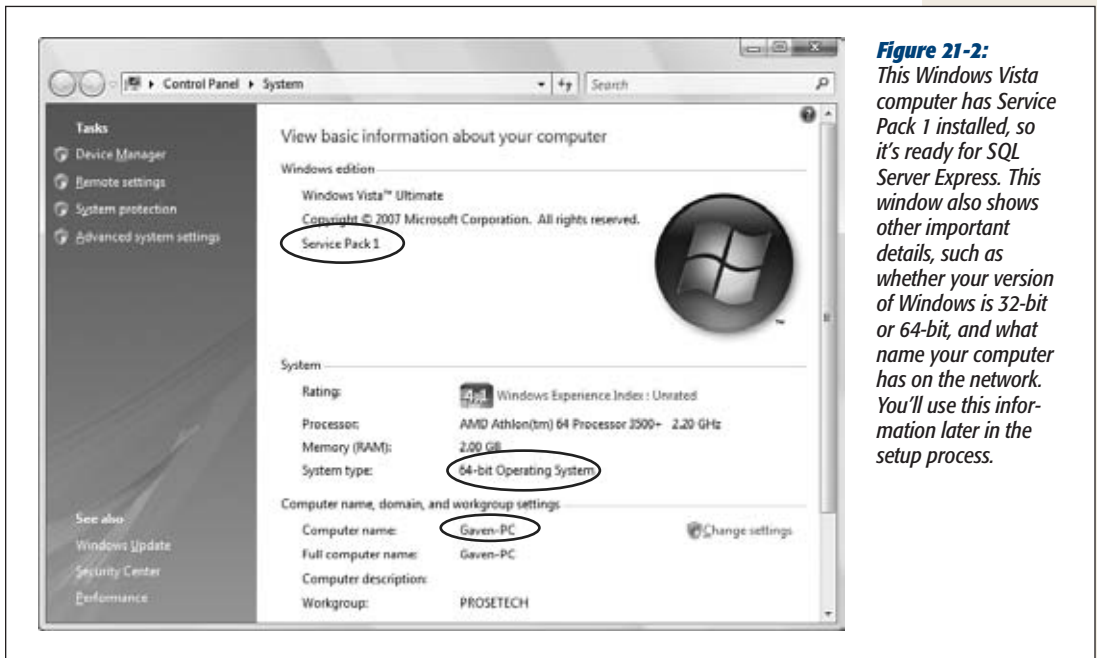 Control Panel ▸ System
Search
Tasks
Device Manager
Remote settings
System protection
Advanced system settings
See also
Windows Update
Security Center
Performance
View basic information about your computer
Windows edition
Windows Vista™ Ultimate
Copyright © 2007 Microsoft Corporation. All rights reserved.
Service Pack 1
System
Rating:
Windows Experience Index : Unrated
Processor:
AMD Athlon(tm) 64 Processor 3500+ 2.20 GHz
Memory (RAM):
2.00 GB
System type:
64-bit Operating System
Computer name, domain, and workgroup settings
Computer name:
Gaven-PC
Change settings
Full computer name:
Gaven-PC
Computer description:
Workgroup:
PROSETECH
Figure 21-2:
This Windows Vista
computer has Service
Pack 1 installed, so
it's ready for SQL
Server Express. This
window also shows
other important
details, such as
whether your version
of Windows is 32-bit
or 64-bit, and what
name your computer
has on the network.
You'll use this infor-
mation later in the
setup process.